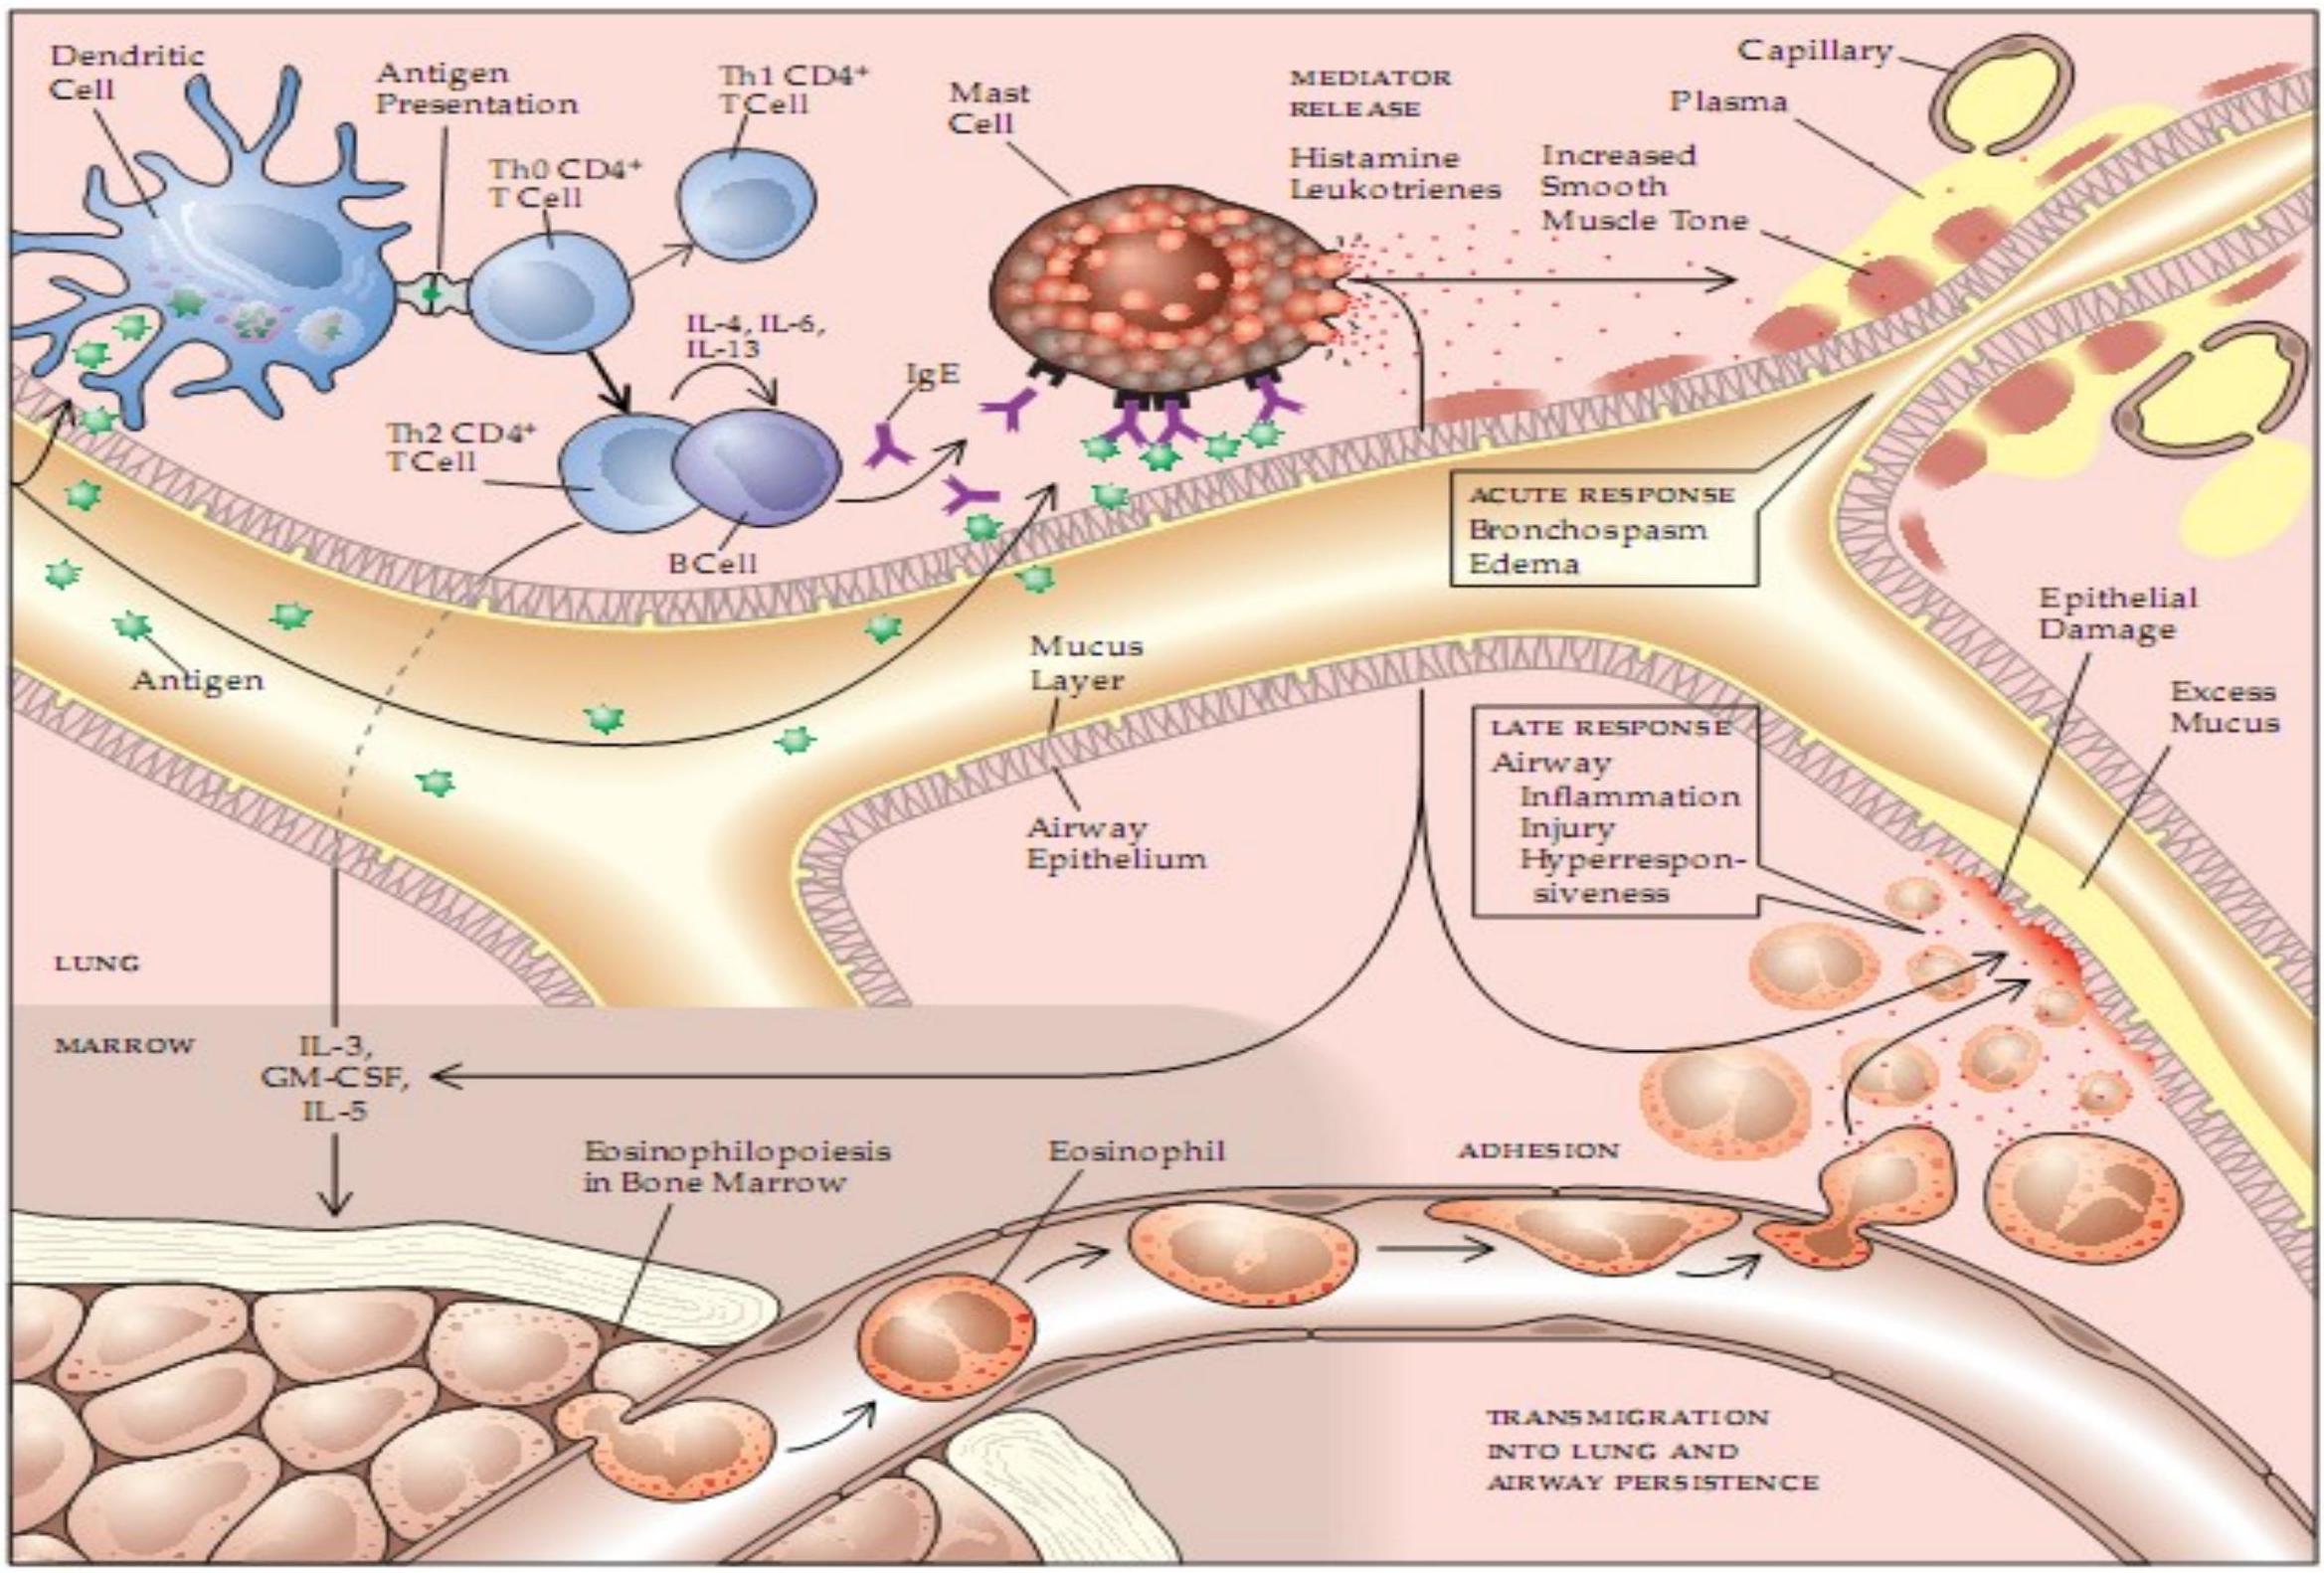 Dendritic
Cell
Antigen
Presentation
Th0 CD4+
T Cell
Th1 CD4+
T Cell
Mast
Cell
MEDIATOR
RELEASE
Histamine
Leukotrienes
Increased
Smooth
Muscle Tone
Capillary
Plasma
IL-4, IL-6,
IL-13
IgE
Th2 CD4+
T Cell
B Cell
ACUTE RESPONSE
Bronchospasm
Edema
Antigen
Mucus
Layer
Airway
Epithelium
Epithelial
Damage
Excess
Mucus
LATE RESPONSE
Airway
Inflammation
Injury
Hyperrespon-
siveness
LUNG
MARROW
IL-3,
GM-CSF,
IL-5
Eosinophilopoiesis
in Bone Marrow
Eosinophil
ADHESION
TRANSMIGRATION
INTO LUNG AND
AIRWAY PERSISTENCE